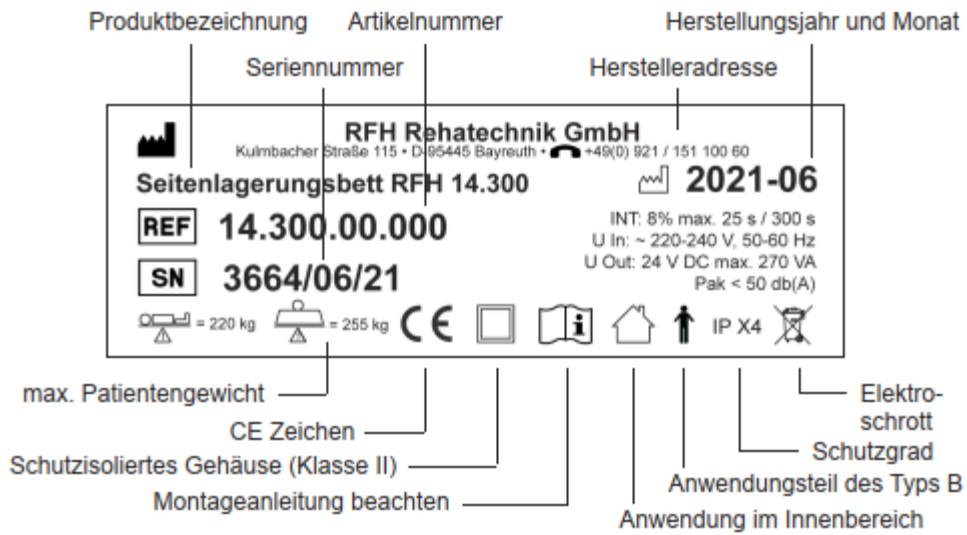 Produktbezeichnung Artikelnummer Herstellungsjahr und Monat
Seriennummer Herstelleradresse
RFH Rehatechnik GmbH
Kulmbacher Straße 115 • D-95445 Bayreuth • +49(0) 921 / 151 100 60
Seitenlagerungsbett RFH 14.300
2021-06
REF 14.300.00.000
SN 3664/06/21
INT: 8% max. 25 s / 300 s
U In: ~ 220-240 V, 50-60 Hz
U Out: 24 V DC max. 270 VA
Pak < 50 db(A)
= 220 kg = 255 kg CE i IP X4
max. Patientengewicht
CE Zeichen
Schutzisoliertes Gehäuse (Klasse II)
Montageanleitung beachten
Elektro-
schrott
Schutzgrad
Anwendungsteil des Typs B
Anwendung im Innenbereich